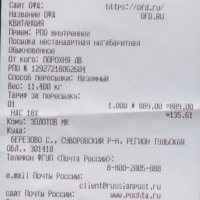 Сайт ОФД: https://ofd.ru/
Название ОФД OFD.RU
КВИТАНЦИЯ
Прием: РПО внутреннее
Посылка нестандартная негабаритная
Обыкновенное
От кого: ПОРОХНЯ ЛВ
РПО № 12927218062604
Способ пересылки: Наземный
Вес: 11.400 кг
Тариф за пересылку:
01 1.000 × 889.00 =889.00
НДС 18% =135.61
Кому: ЗОЛОТОВ МК
Куда:
БЕРЕЗОВО С., СУВОРОВСКИЙ Р-Н, РЕГИОН ТУЛЬСКАЯ
ОБЛ., 301418
Телефон ФГУП (Почта России):
8-800-2005-888
e.mail Почты России:
client@russianpost.ru
сайт Почты России: www.pochta.ru